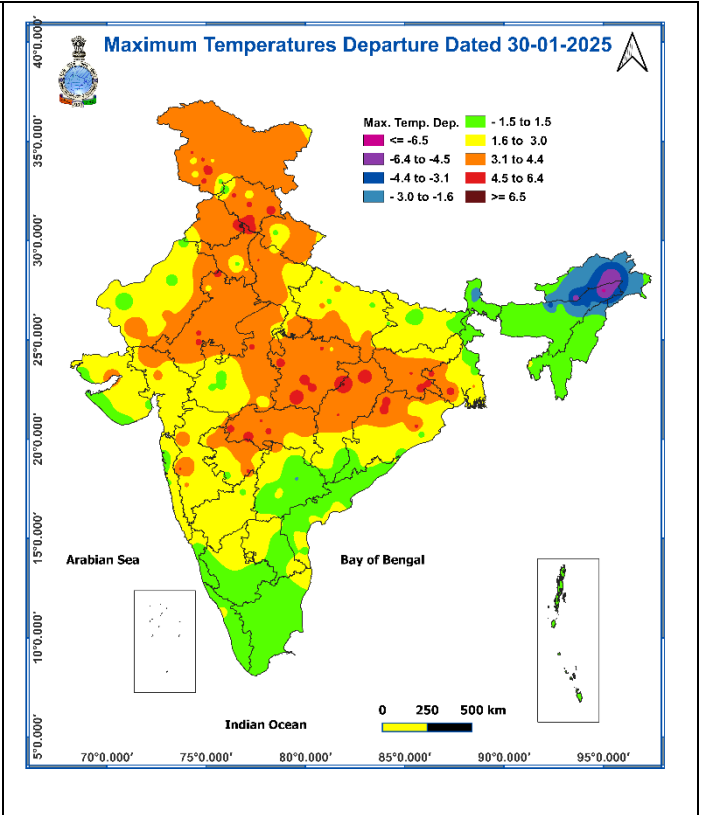 Maximum Temperatures Departure Dated 30-01-2025
Max. Temp. Dep.
<= -6.5
-6.4 to -4.5
-4.4 to -3.1
- 3.0 to -1.6
- 1.5 to 1.5
1.6 to 3.0
3.1 to 4.4
4.5 to 6.4
>= 6.5
40°0.000'
35°0.000'
30°0.000'
25°0.000'
20°0.000'
15°0.000'
10°0.000'
5°0.000'
Arabian Sea
Bay of Bengal
Indian Ocean
0 250 500 km
70°0.000' 75°0.000' 80°0.000' 85°0.000' 90°0.000' 95°0.000'